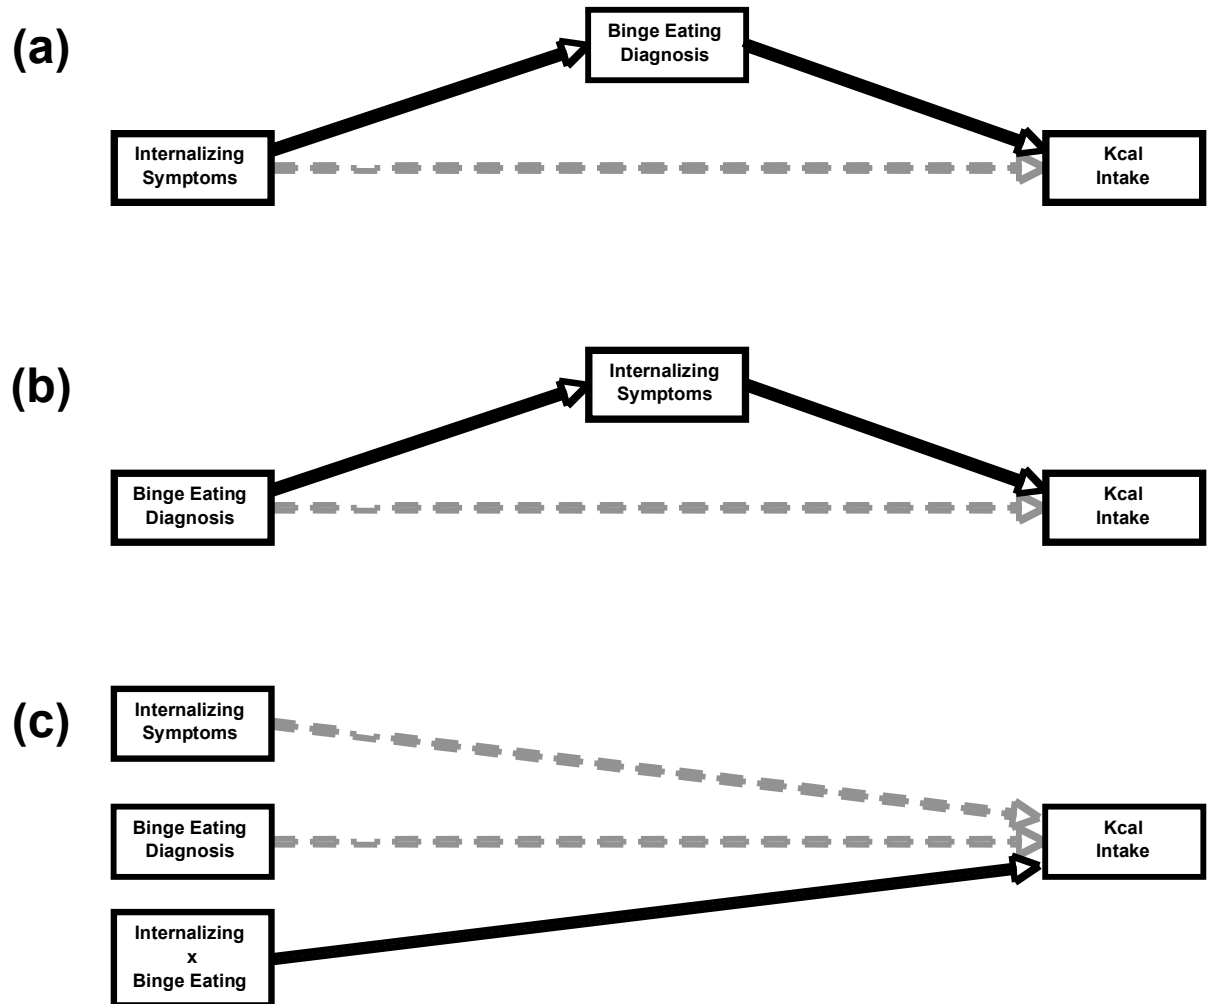 (a)
Binge Eating
Diagnosis
Internalizing
Symptoms
Kcal
Intake
(b)
Internalizing
Symptoms
Binge Eating
Diagnosis
Kcal
Intake
(c)
Internalizing
Symptoms
Binge Eating
Diagnosis
Kcal
Intake
Internalizing
x
Binge Eating